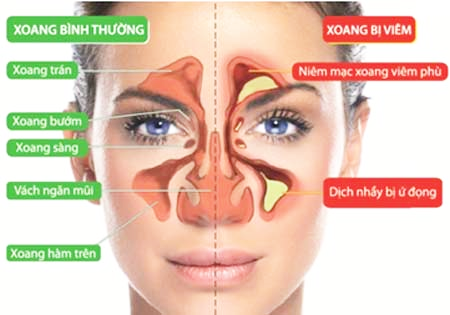 XOANG BÌNH THƯỜNG
XOANG BỊ VIÊM
Xoang trán
Niêm mạc xoang viêm phù
Xoang bướm
Xoang sàng
Vách ngăn mũi
Dịch nhầy bị ứ đọng
Xoang hàm trên